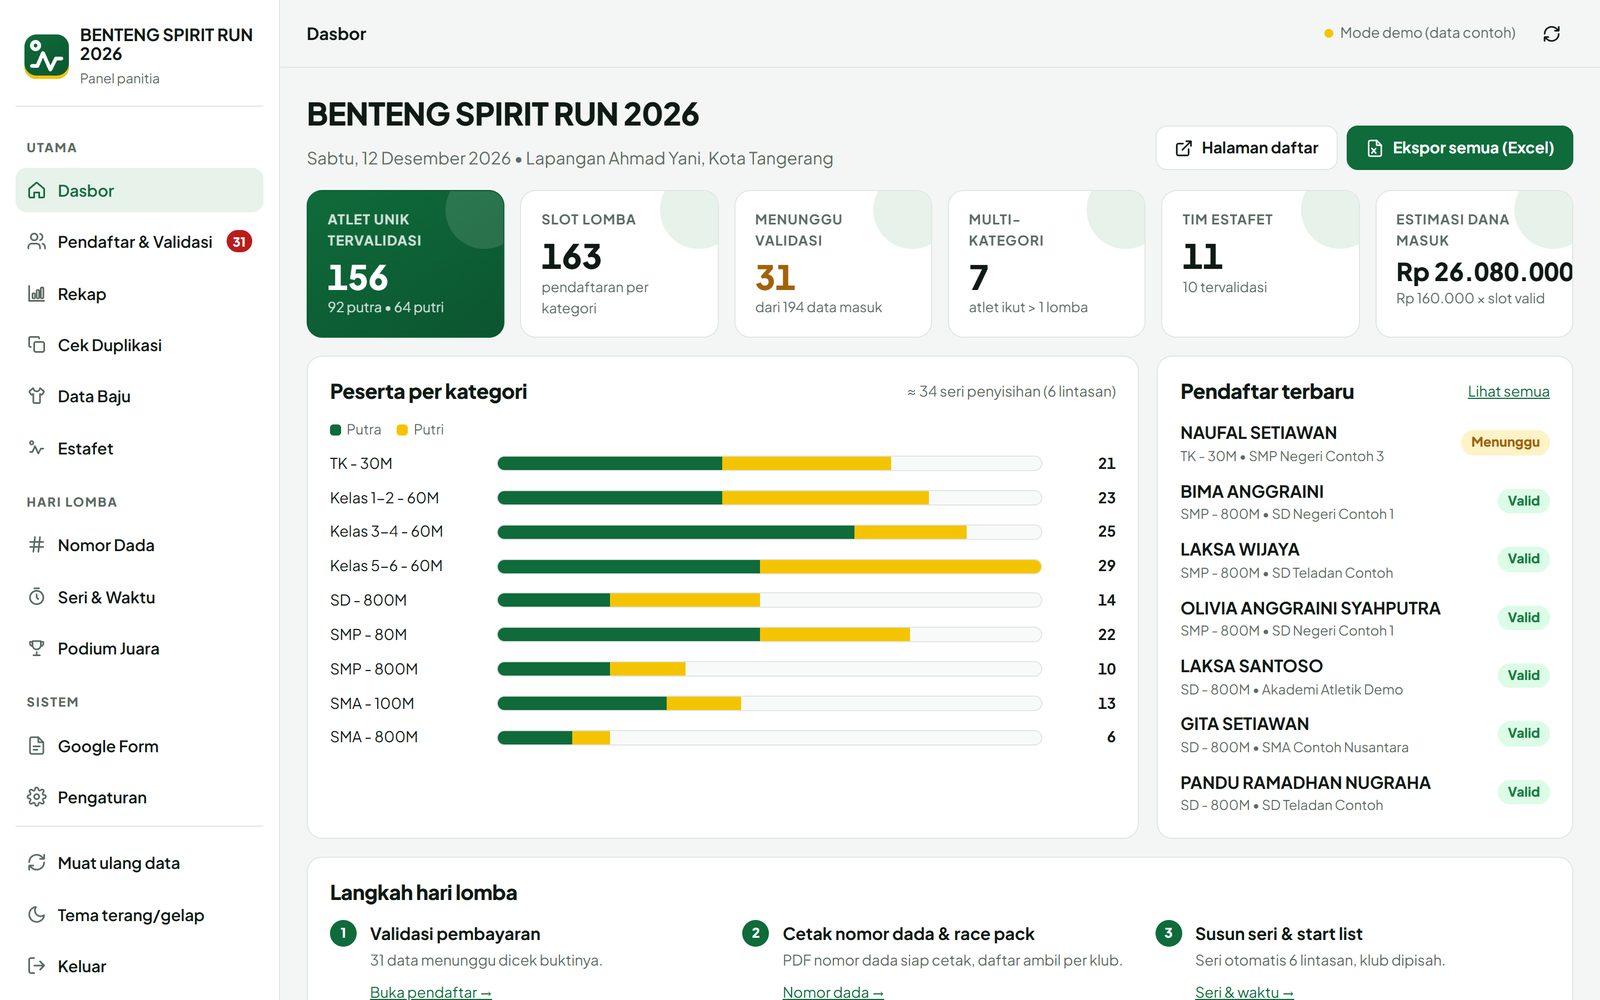 BENTENG SPIRIT RUN
2026
Panel panitia
UTAMA
Dasbor
Pendaftar & Validasi 31
Rekap
Cek Duplikasi
Data Baju
Estafet
HARI LOMBA
Nomor Dada
Seri & Waktu
Podium Juara
SISTEM
Google Form
Pengaturan
Muat ulang data
Tema terang/gelap
Keluar
Dasbor
Mode demo (data contoh)
BENTENG SPIRIT RUN 2026
Sabtu, 12 Desember 2026 • Lapangan Ahmad Yani, Kota Tangerang
Halaman daftar
Ekspor semua (Excel)
ATLET UNIK
TERVALIDASI
156
92 putra • 64 putri
SLOT LOMBA
163
pendaftaran per
kategori
MENUNGGU
VALIDASI
31
dari 194 data masuk
MULTI-
KATEGORI
7
atlet ikut > 1 lomba
TIM ESTAFET
11
10 tervalidasi
ESTIMASI DANA
MASUK
Rp 26.080.000
Rp 160.000 × slot valid
Peserta per kategori
≈ 34 seri penyisihan (6 lintasan)
Putra Putri
TK - 30M 21
Kelas 1–2 - 60M 23
Kelas 3–4 - 60M 25
Kelas 5–6 - 60M 29
SD - 800M 14
SMP - 80M 22
SMP - 800M 10
SMA - 100M 13
SMA - 800M 6
Pendaftar terbaru
Lihat semua
NAUFAL SETIAWAN
TK - 30M • SMP Negeri Contoh 3
Menunggu
BIMA ANGGRAINI
SMP - 800M • SD Negeri Contoh 1
Valid
LAKSA WIJAYA
SMP - 800M • SD Teladan Contoh
Valid
OLIVIA ANGGRAINI SYAHPUTRA
SMP - 800M • SD Negeri Contoh 1
Valid
LAKSA SANTOSO
SD - 800M • Akademi Atletik Demo
Valid
GITA SETIAWAN
SD - 800M • SMA Contoh Nusantara
Valid
PANDU RAMADHAN NUGRAHA
SD - 800M • SD Teladan Contoh
Valid
Langkah hari lomba
1 Validasi pembayaran
31 data menunggu dicek buktinya.
Buka pendaftar →
2 Cetak nomor dada & race pack
PDF nomor dada siap cetak, daftar ambil per klub.
Nomor dada →
3 Susun seri & start list
Seri otomatis 6 lintasan, klub dipisah.
Seri & waktu →